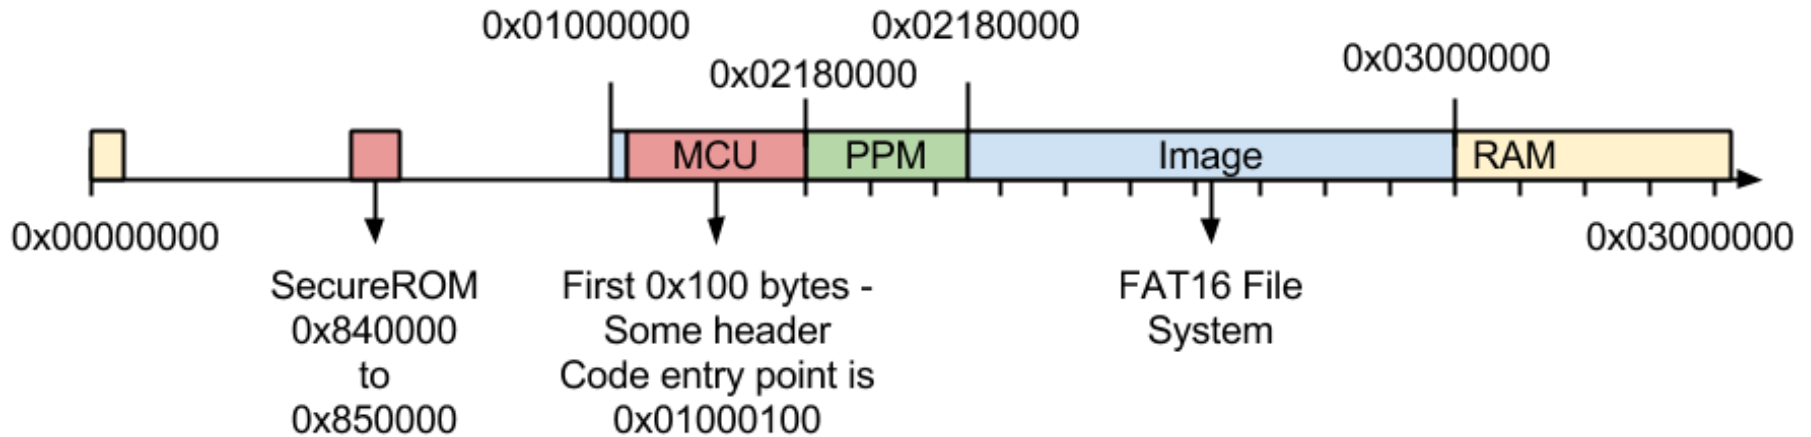 0x01000000
0x02180000
0x02180000
0x03000000
MCU
PPM
Image
RAM
0x00000000
0x03000000
SecureROM
0x840000
to
0x850000
First 0x100 bytes -
Some header
Code entry point is
0x01000100
FAT16 File
System